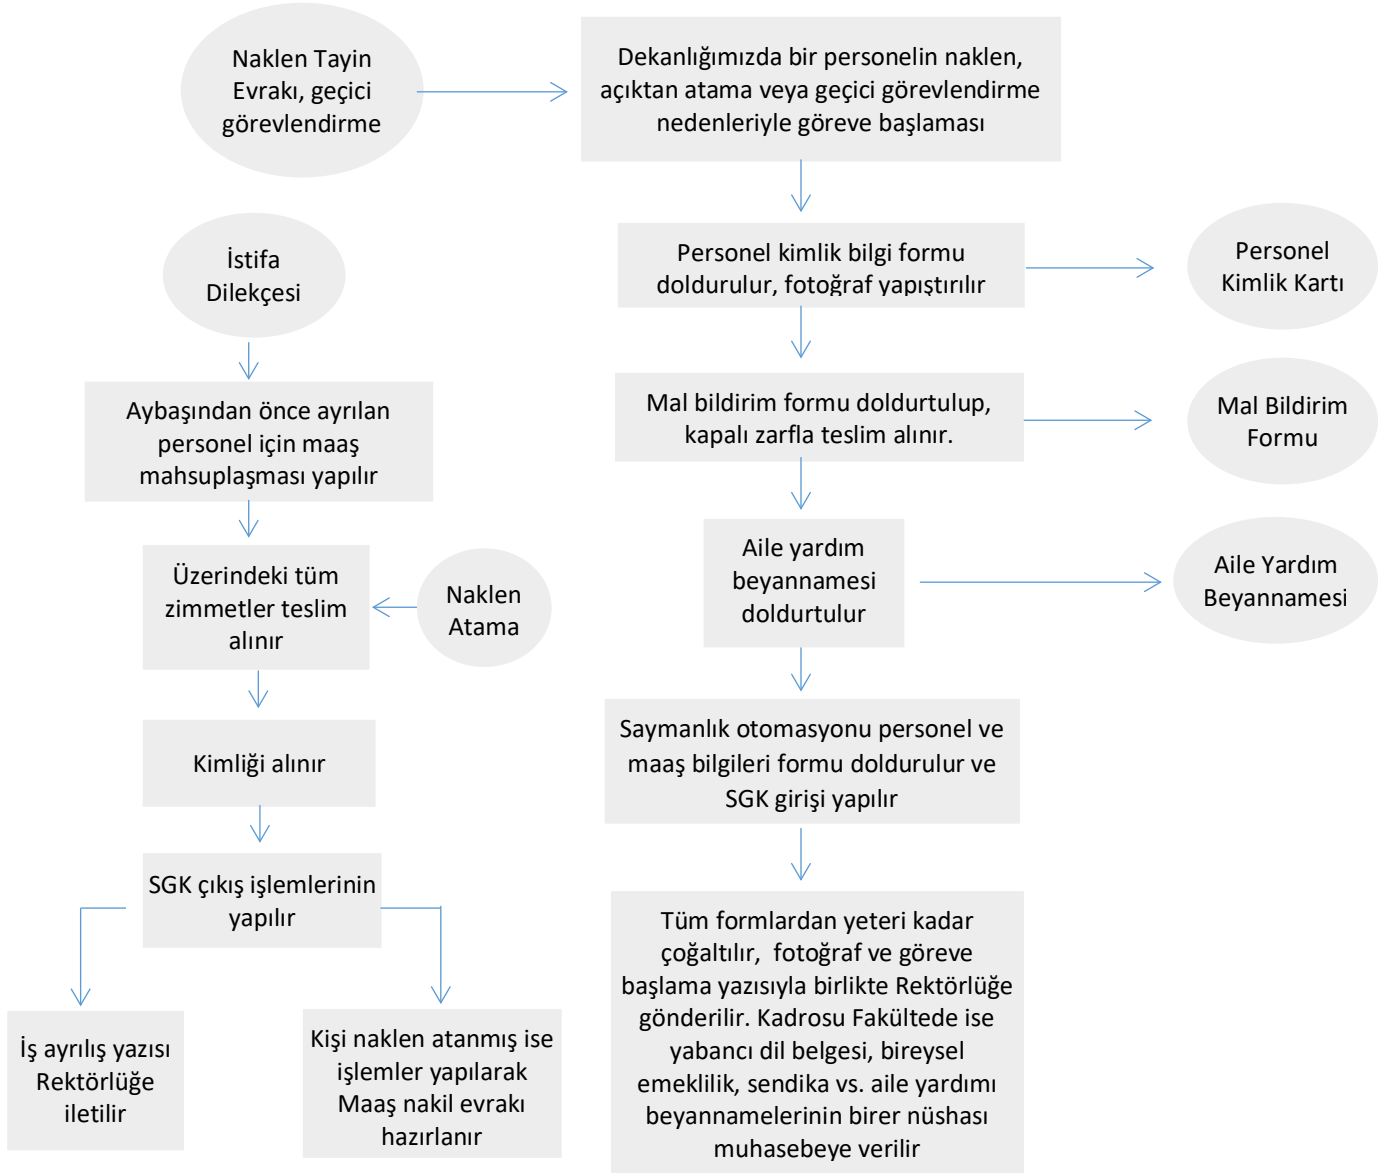 Naklen Tayin
Evrakı, geçici
görevlendirme
Dekanlığımızda bir personelin naklen,
açıktan atama veya geçici görevlendirme
nedenleriyle göreve başlaması
İstifa
Dilekçesi
Personel kimlik bilgi formu
doldurulur, fotoğraf yapıştırılır
Personel
Kimlik Kartı
Aybaşından önce ayrılan
personel için maaş
mahsuplaşması yapılır
Mal bildirim formu doldurtulup,
kapalı zarfla teslim alınır.
Mal Bildirim
Formu
Üzerindeki tüm
zimmetler teslim
alınır
Naklen
Atama
Aile yardım
beyannamesi
doldurtulur
Aile Yardım
Beyannamesi
Kimliği alınır
Saymanlık otomasyonu personel ve
maaş bilgileri formu doldurulur ve
SGK girişi yapılır
SGK çıkış işlemlerinin
yapılır
İş ayrılış yazısı
Rektörlüğe
iletilir
Kişi naklen atanmış ise
işlemler yapılarak
Maaş nakil evrakı
hazırlanır
Tüm formlardan yeteri kadar
çoğaltılır,  fotoğraf ve göreve
başlama yazısıyla birlikte Rektörlüğe
gönderilir. Kadrosu Fakültede ise
yabancı dil belgesi, bireysel
emeklilik, sendika vs. aile yardımı
beyannamelerinin birer nüshası
muhasebeye verilir